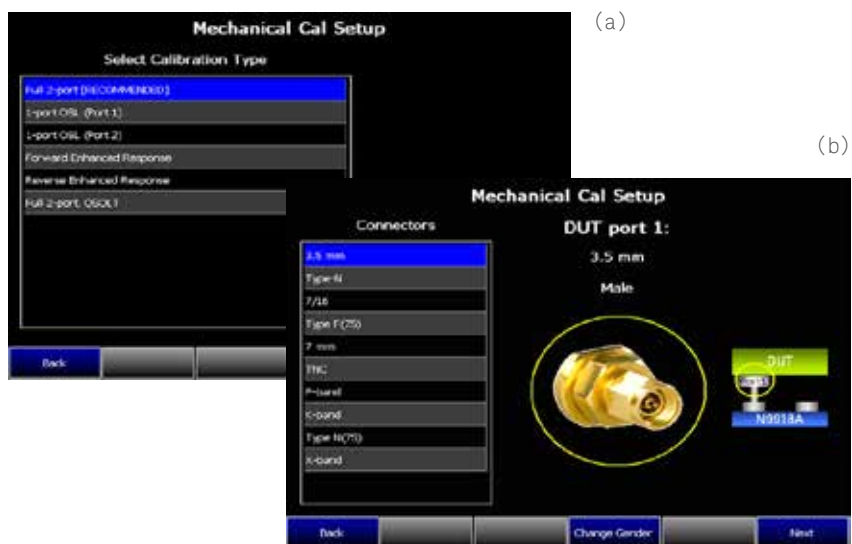 (a)
Mechanical Cal Setup
Select Calibration Type
Full 2-port [RECOMMENDED]
1-port OSL (Port 1)
1-port OSL (Port 2)
Forward Enhanced Response
Reverse Enhanced Response
Full 2-port, QSOLT
Back
(b)
Mechanical Cal Setup
Connectors
3.5 mm
Type-N
7/16
Type F(75)
7 mm
TNC
P-band
Type N(75)
X-band
Back
DUT port 1:
3.5 mm
Male
DUT
N9918A
Change Gender
Next